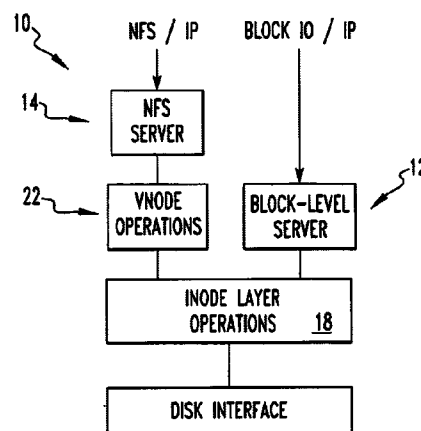 10
NFS / IP
BLOCK IO / IP
14
NFS
SERVER
22
VNODE
OPERATIONS
BLOCK-LEVEL
SERVER
12
INODE LAYER
OPERATIONS 18
DISK INTERFACE